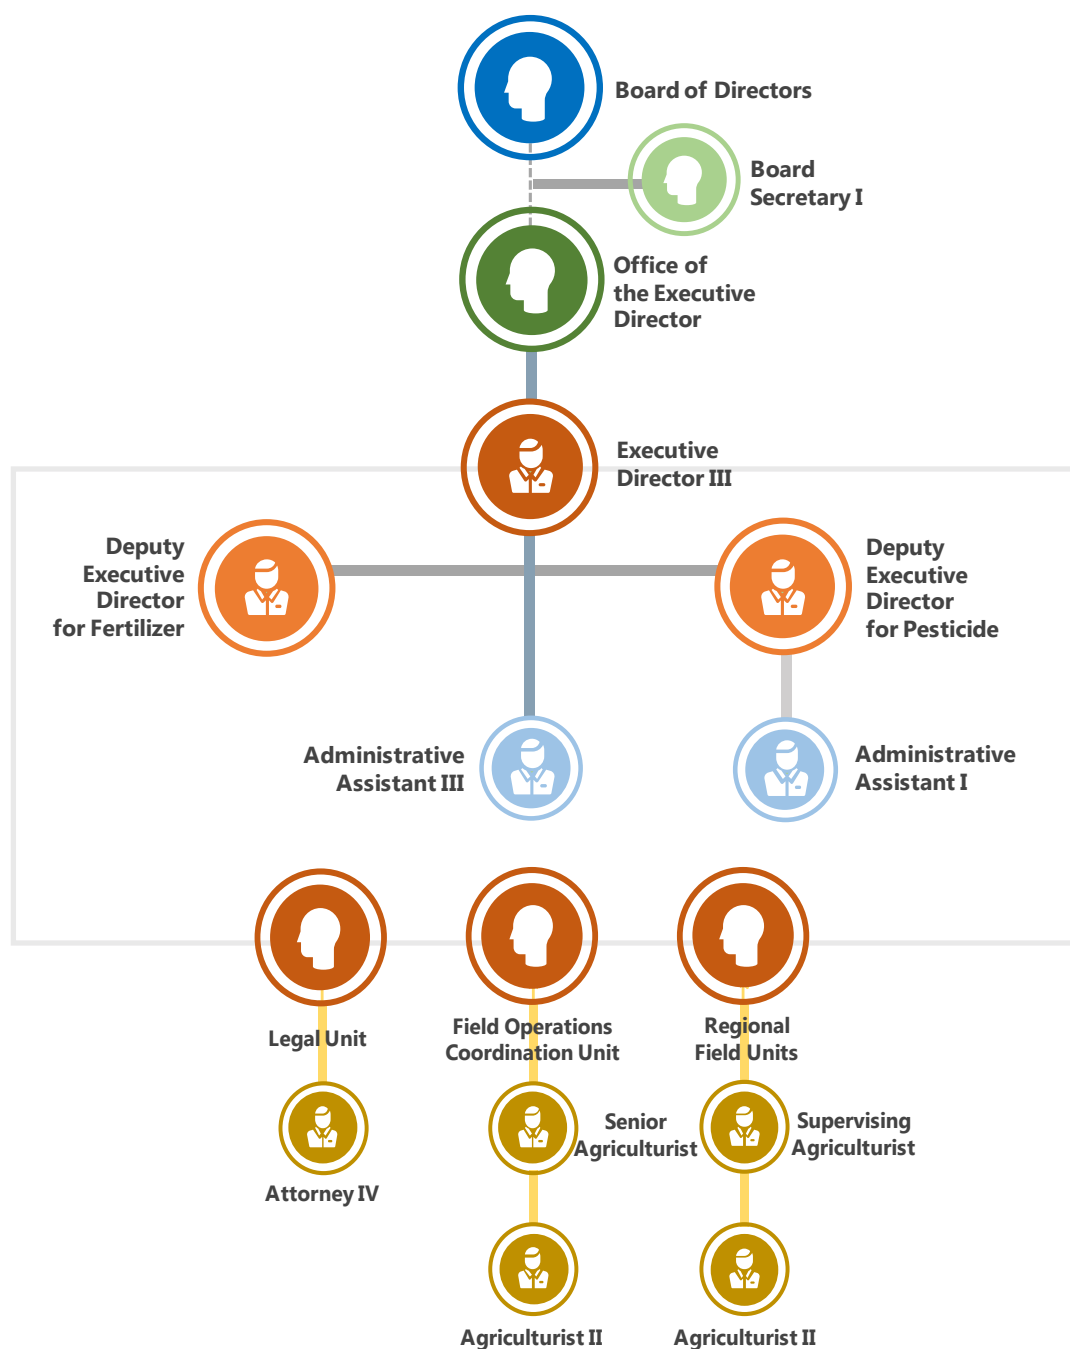 Board of Directors
Board
Secretary I
Office of
the Executive
Director
Executive
Director III
Deputy
Executive
Director
for Fertilizer
Deputy
Executive
Director
for Pesticide
Administrative
Assistant III
Administrative
Assistant I
Legal Unit
Field Operations
Coordination Unit
Regional
Field Units
Senior
Agriculturist
Supervising
Agriculturist
Attorney IV
Agriculturist II
Agriculturist II